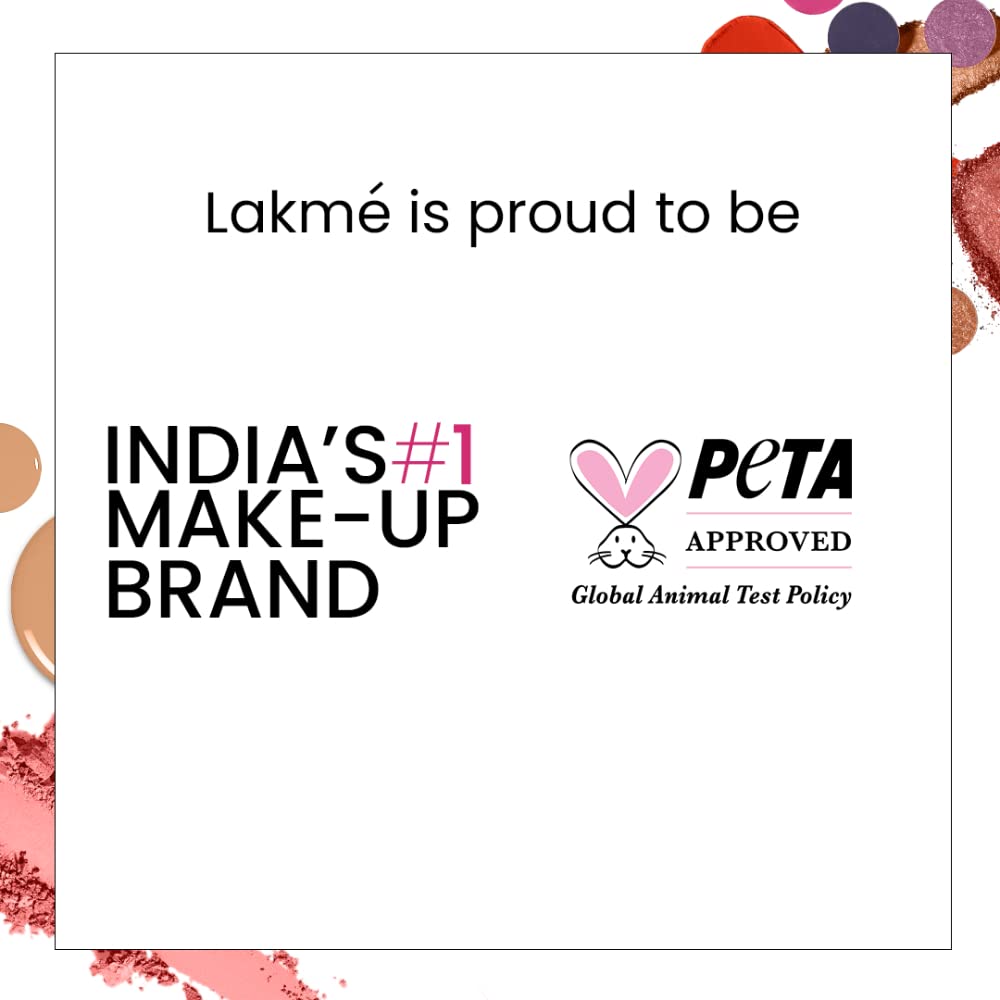 Lakmé is proud to be
INDIA'S #1
MAKE-UP
BRAND
PETA
APPROVED
Global Animal Test Policy